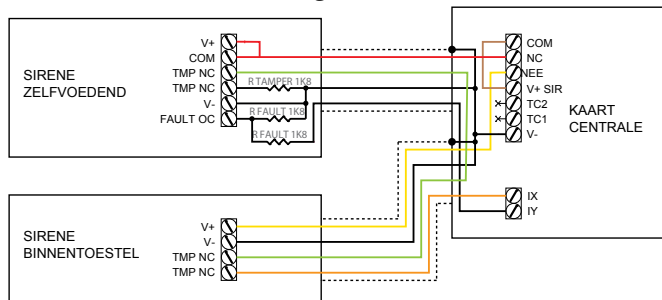 SIRENE
ZELFVOEDEND
V+
COM
TMP NC
TMP NC
V-
FAULT OC
R TAMPER 1K8
R FAULT 1K8
R FAULT 1K8
COM
NC
NEE
V+ SIR
TC2
TC1
V-
IX
IY
KAART
CENTRALE
SIRENE
BINNENTOESTEL
V+
V-
TMP NC
TMP NC